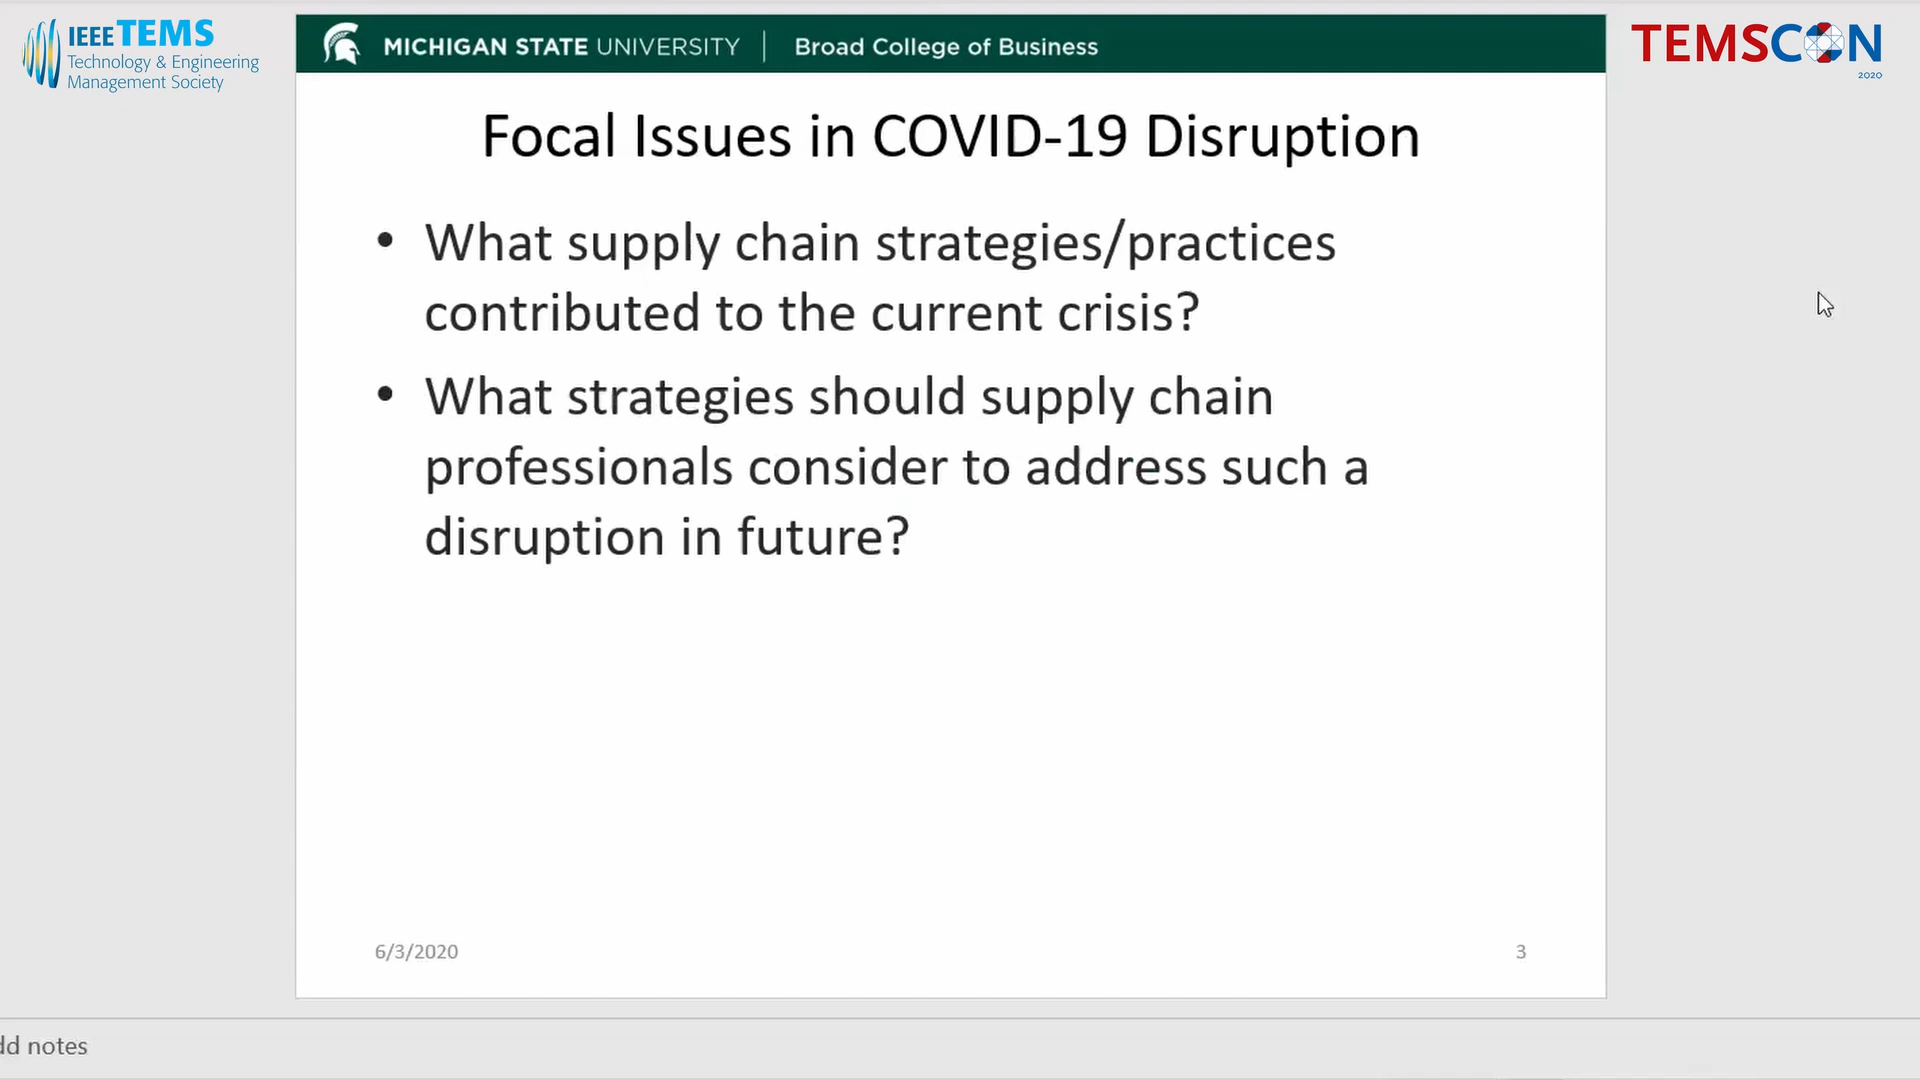 IEEE TEMS
Technology & Engineering
Management Society
MICHIGAN STATE UNIVERSITY | Broad College of Business
TEMSCON
2020
Focal Issues in COVID-19 Disruption
• What supply chain strategies/practices
contributed to the current crisis?
• What strategies should supply chain
professionals consider to address such a
disruption in future?
6/3/2020
3
dd notes